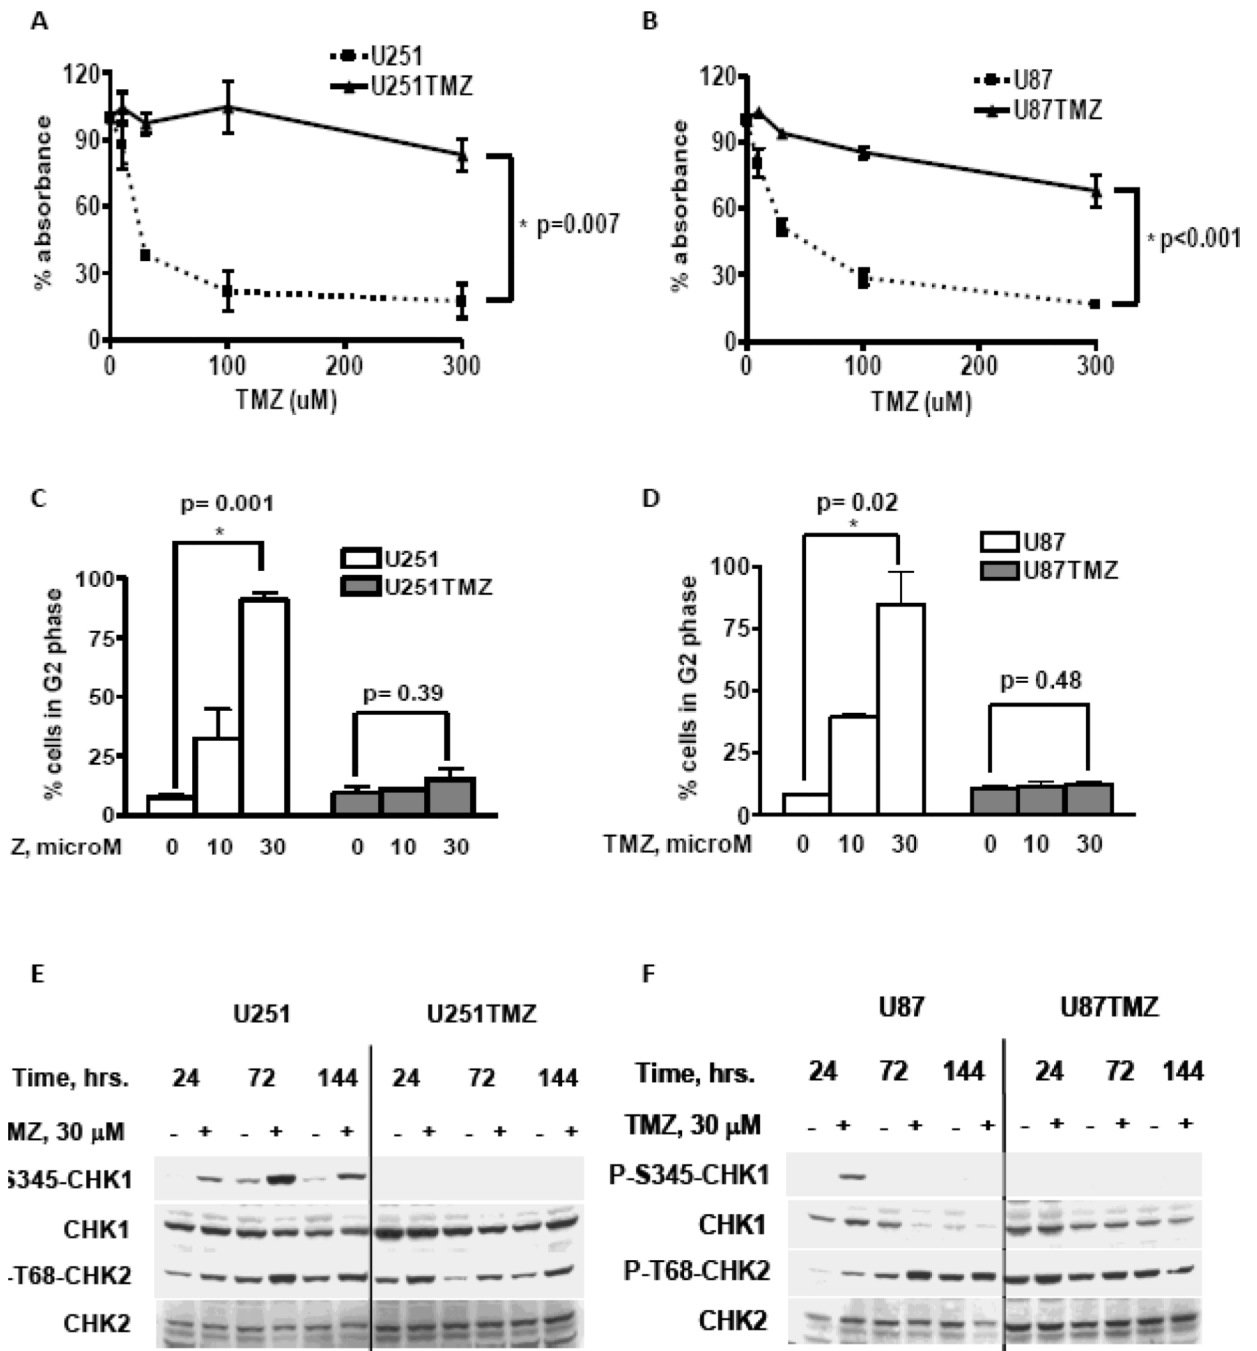 A
U251
U251TMZ
120
90
60
30
0
% absorbance
* p=0.007
0 100 200 300
TMZ (uM)
B
U87
U87TMZ
120
90
60
30
0
% absorbance
* p<0.001
0 100 200 300
TMZ (uM)
C
p= 0.001
*
U251
U251TMZ
100
75
50
25
0
% cells in G2 phase
p= 0.39
Z, microM 0 10 30 0 10 30
D
p= 0.02
*
U87
U87TMZ
100
75
50
25
0
% cells in G2 phase
p= 0.48
TMZ, microM 0 10 30 0 10 30
E
U251 U251TMZ
Time, hrs. 24 72 144 24 72 144
MZ, 30 µM - + - + - + - + - + - +
S345-CHK1
CHK1
-T68-CHK2
CHK2
F
U87 U87TMZ
Time, hrs. 24 72 144 24 72 144
TMZ, 30 µM - + - + - + - + - + - +
P-S345-CHK1
CHK1
P-T68-CHK2
CHK2